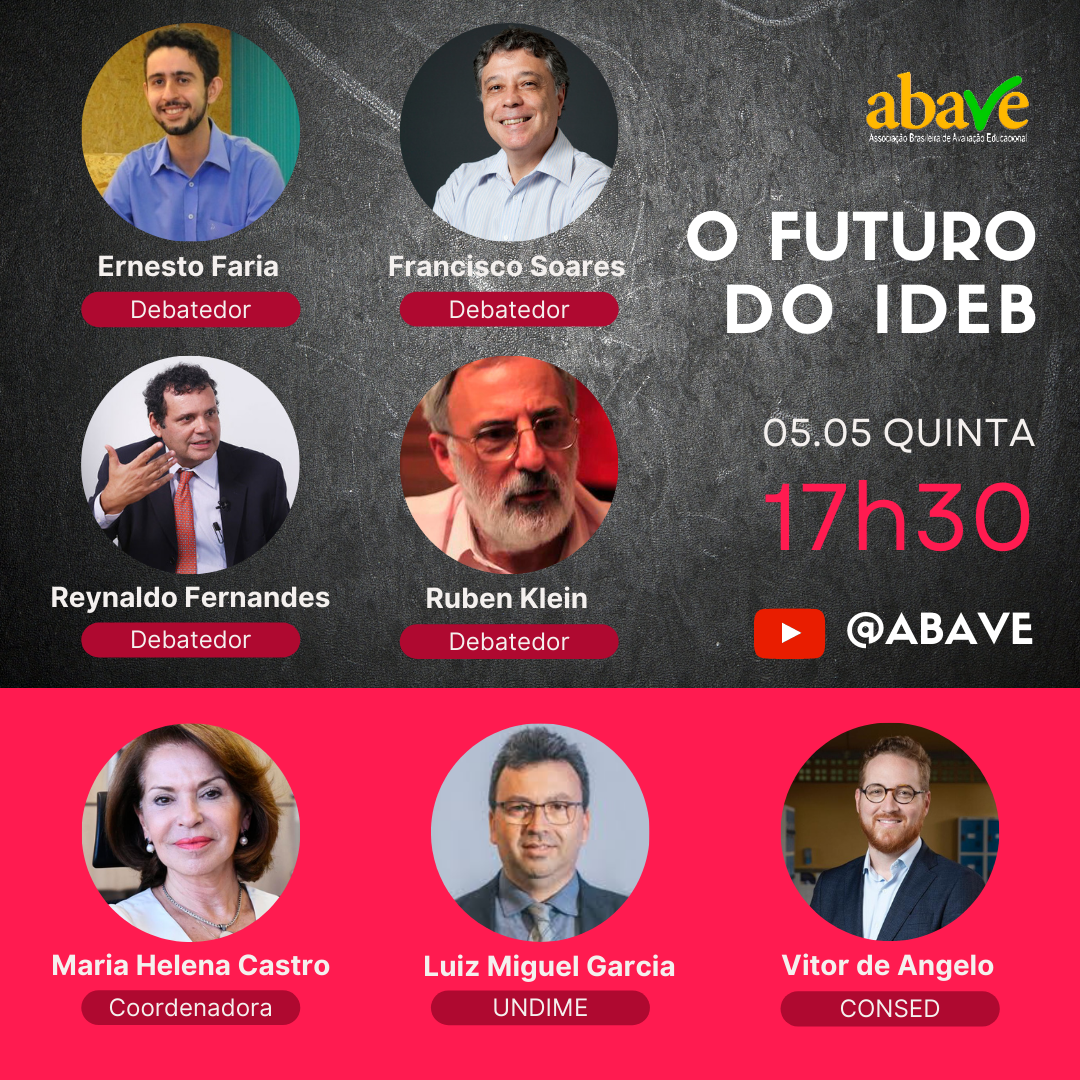 abave
Associação Brasileira de Avaliação Educacional
O FUTURO
DO IDEB
05.05 QUINTA
17h30
@ABAVE
Ernesto Faria
Debatedor
Francisco Soares
Debatedor
Reynaldo Fernandes
Debatedor
Ruben Klein
Debatedor
Maria Helena Castro
Coordenadora
Luiz Miguel Garcia
UNDIME
Vitor de Angelo
CONSED